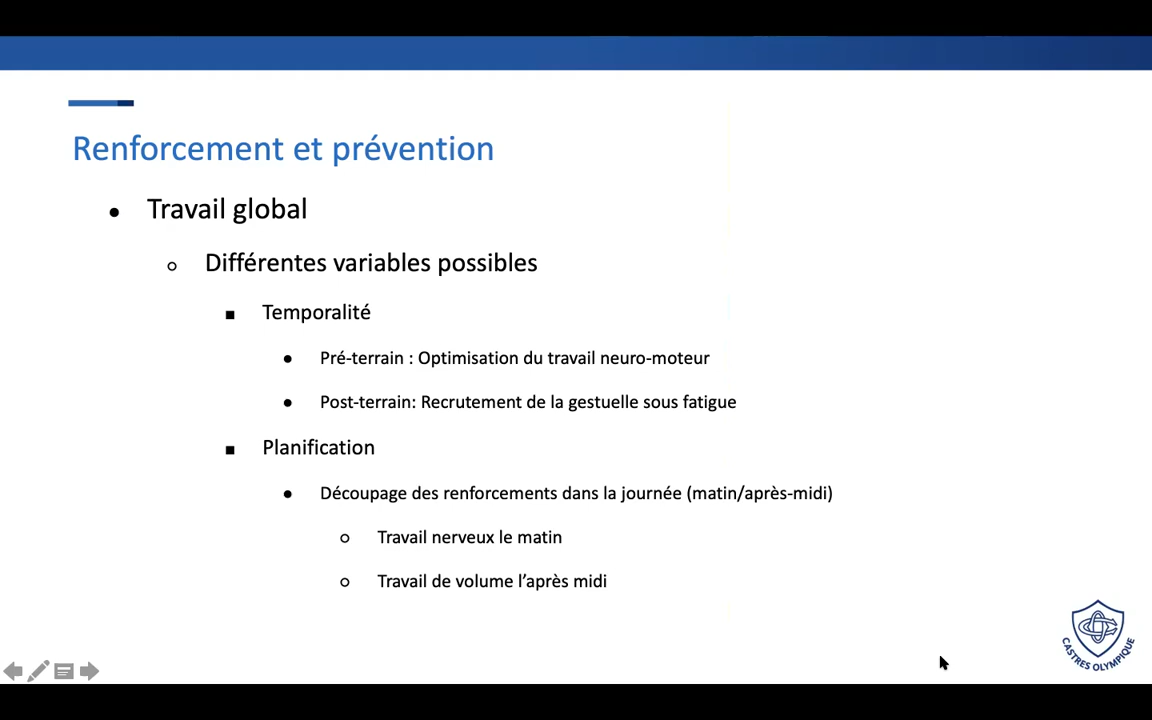 Renforcement et prévention
Travail global
Différentes variables possibles
Temporalité
Pré-terrain : Optimisation du travail neuro-moteur
Post-terrain: Recrutement de la gestuelle sous fatigue
Planification
Découpage des renforcements dans la journée (matin/après-midi)
Travail nerveux le matin
Travail de volume l’après midi
CASTRES OLYMPIQUE